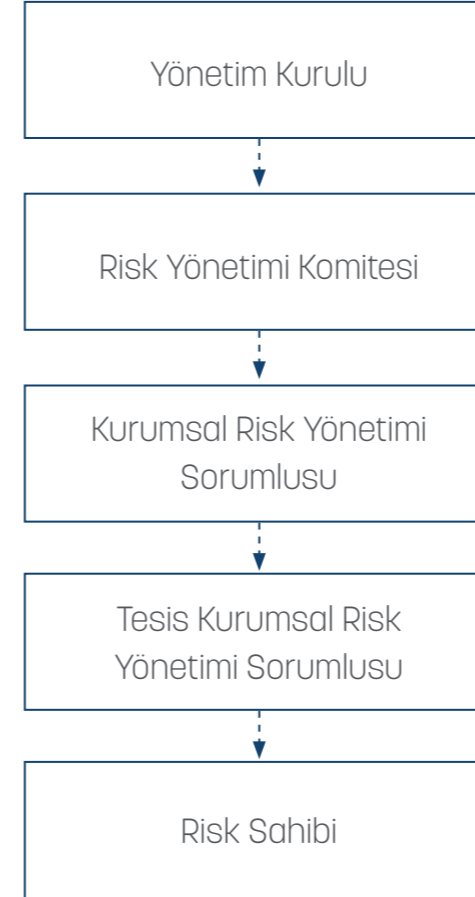 Yönetim Kurulu
Risk Yönetimi Komitesi
Kurumsal Risk Yönetimi
Sorumlusu
Tesis Kurumsal Risk
Yönetimi Sorumlusu
Risk Sahibi